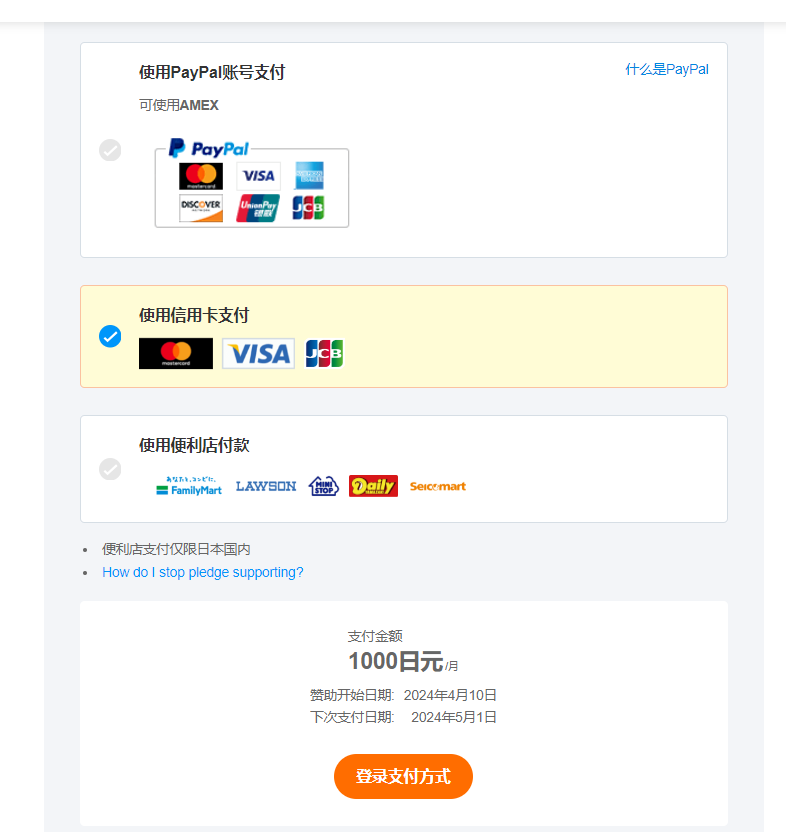 使用PayPal账号支付
什么是PayPal
可使用AMEX
PayPal
mastercard
VISA
DISCOVER
UnionPay
银联
JCB
使用信用卡支付
mastercard
VISA
JCB
使用便利店付款
あなたと、コンビに、
FamilyMart
LAWSON
MINI
STOP
Daily
Seicomart
便利店支付仅限日本国内
How do I stop pledge supporting?
支付金额
1000日元/月
赞助开始日期: 2024年4月10日
下次支付日期: 2024年5月1日
登录支付方式